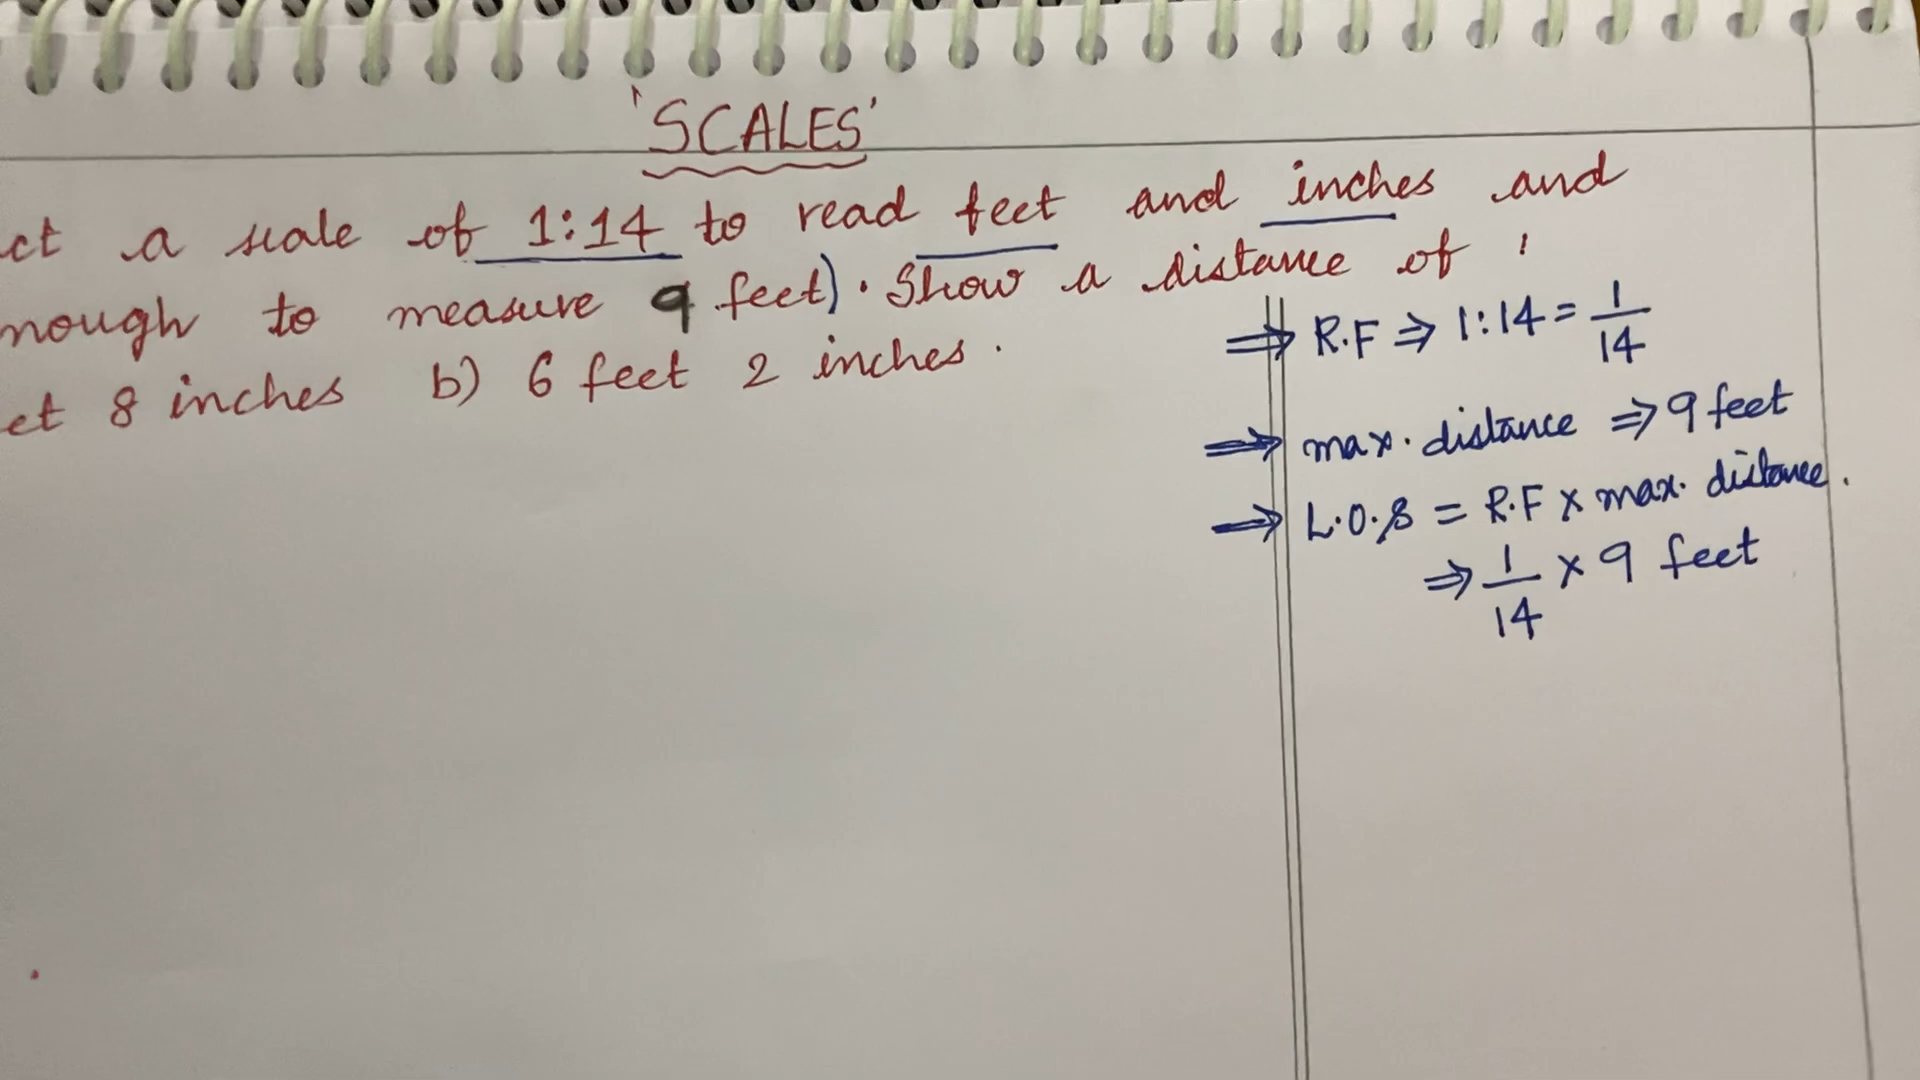 'SCALES'
ct a scale of 1:14 to read feet and inches and
nough to measure 9 feet). Show a distance of
et 8 inches b) 6 feet 2 inches.
⇒ R.F ⇒ 1:14 = 1/14
⇒ max. distance ⇒ 9 feet
⇒ L.O.S = R.F x max. distance.
⇒ 1/14 x 9 feet